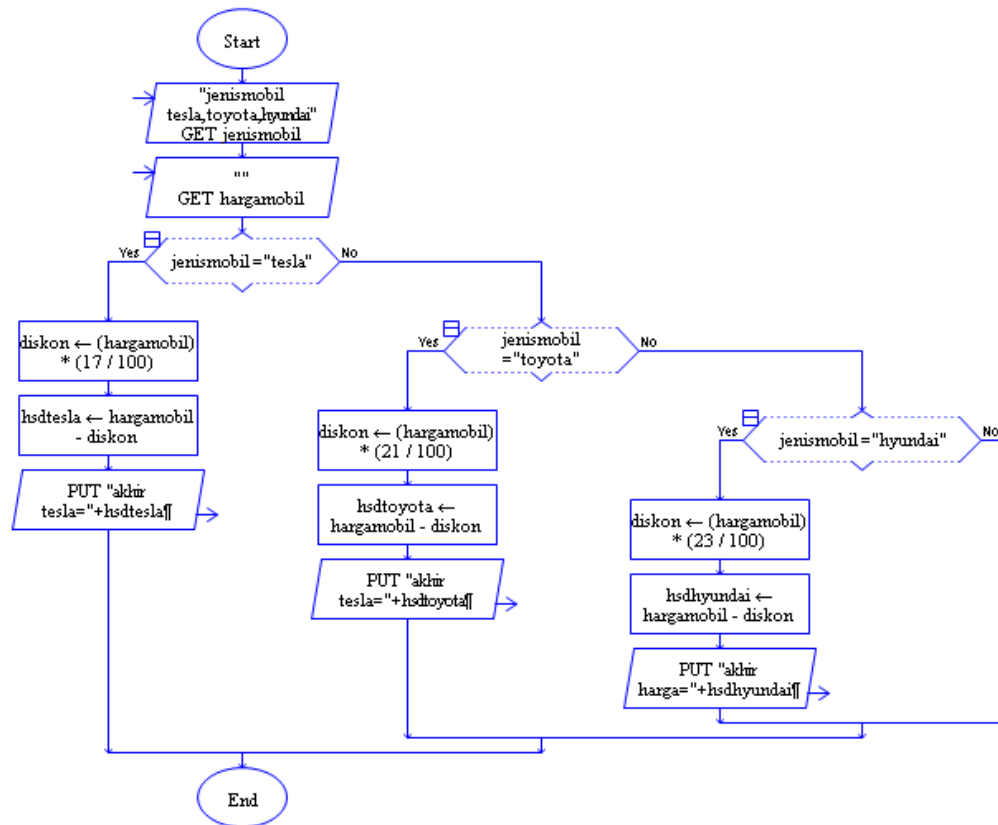 Start
"jenismobil
tesla,toyota,hyundai"
GET jenismobil
""
GET hargamobil
Yes
jenismobil="tesla"
No
diskon ← (hargamobil)
* (17 / 100)
hsdtesla ← hargamobil
- diskon
PUT "akhir
tesla="+hsdtesla¶
Yes
jenismobil
="toyota"
No
diskon ← (hargamobil)
* (21 / 100)
hsdtoyota ←
hargamobil - diskon
PUT "akhir
tesla="+hsdtoyota¶
Yes
jenismobil="hyundai"
No
diskon ← (hargamobil)
* (23 / 100)
hsdhyundai ←
hargamobil - diskon
PUT "akhir
harga="+hsdhyundai¶
End